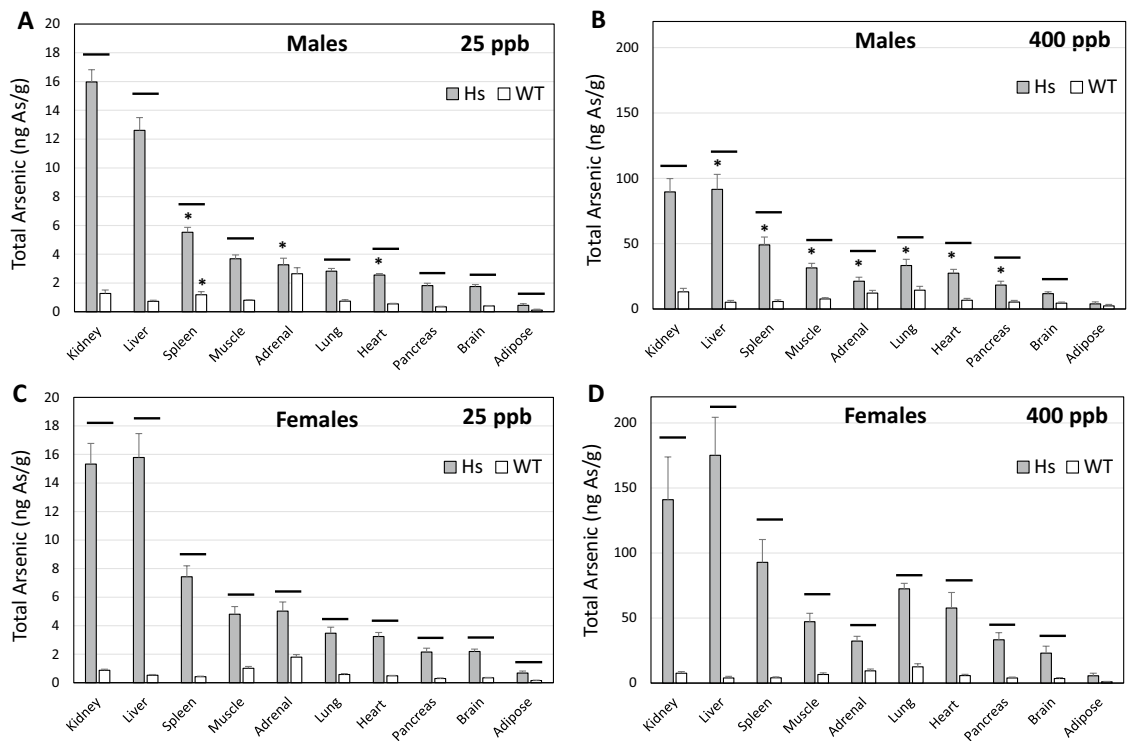 A
Males
25 ppb
Hs
WT
Total Arsenic (ng As/g)
20
18
16
14
12
10
8
6
4
2
0
*
*
*
*
Kidney
Liver
Spleen
Muscle
Adrenal
Lung
Heart
Pancreas
Brain
Adipose
B
Males
400 ppb
Hs
WT
Total Arsenic (ng As/g)
200
150
100
50
0
*
*
*
*
*
*
*
Kidney
Liver
Spleen
Muscle
Adrenal
Lung
Heart
Pancreas
Brain
Adipose
C
Females
25 ppb
Hs
WT
Total Arsenic (ng As/g)
20
18
16
14
12
10
8
6
4
2
0
Kidney
Liver
Spleen
Muscle
Adrenal
Lung
Heart
Pancreas
Brain
Adipose
D
Females
400 ppb
Hs
WT
Total Arsenic (ng As/g)
200
150
100
50
0
Kidney
Liver
Spleen
Muscle
Adrenal
Lung
Heart
Pancreas
Brain
Adipose